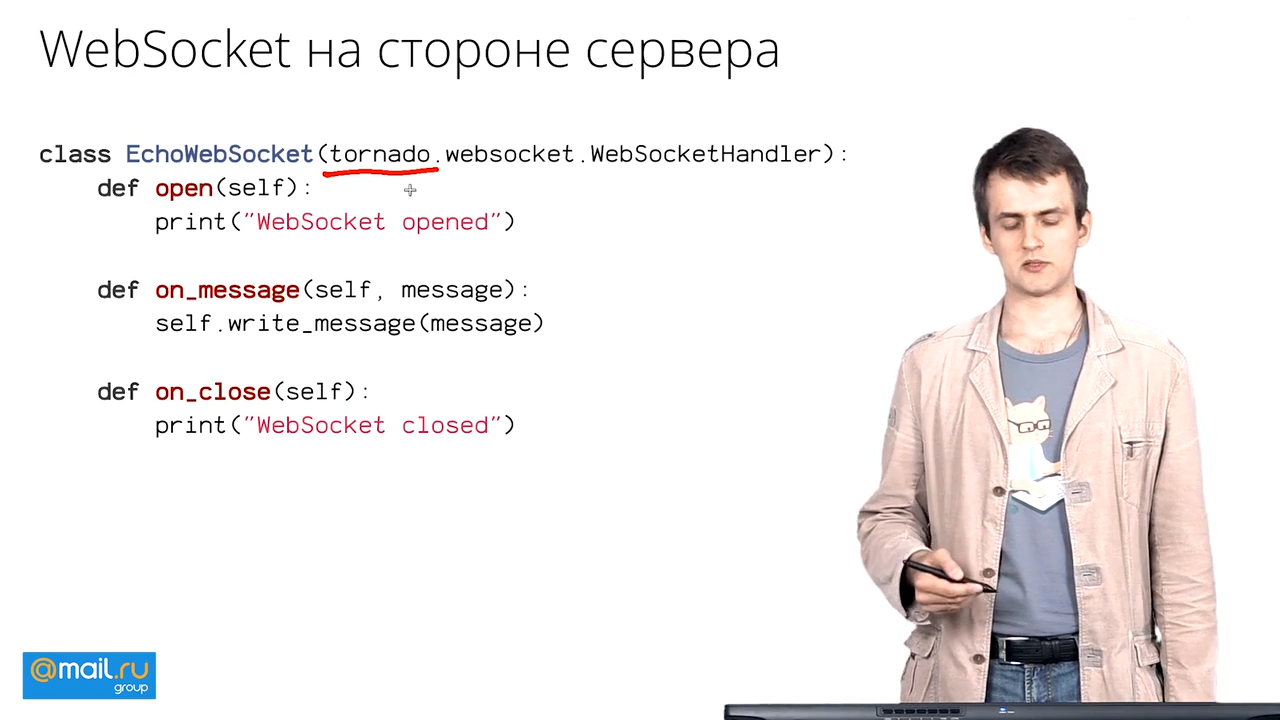 WebSocket на стороне сервера
class EchoWebSocket(tornado.websocket.WebSocketHandler):
def open(self):
print("WebSocket opened")
def on_message(self, message):
self.write_message(message)
def on_close(self):
print("WebSocket closed")
@mail.ru
group